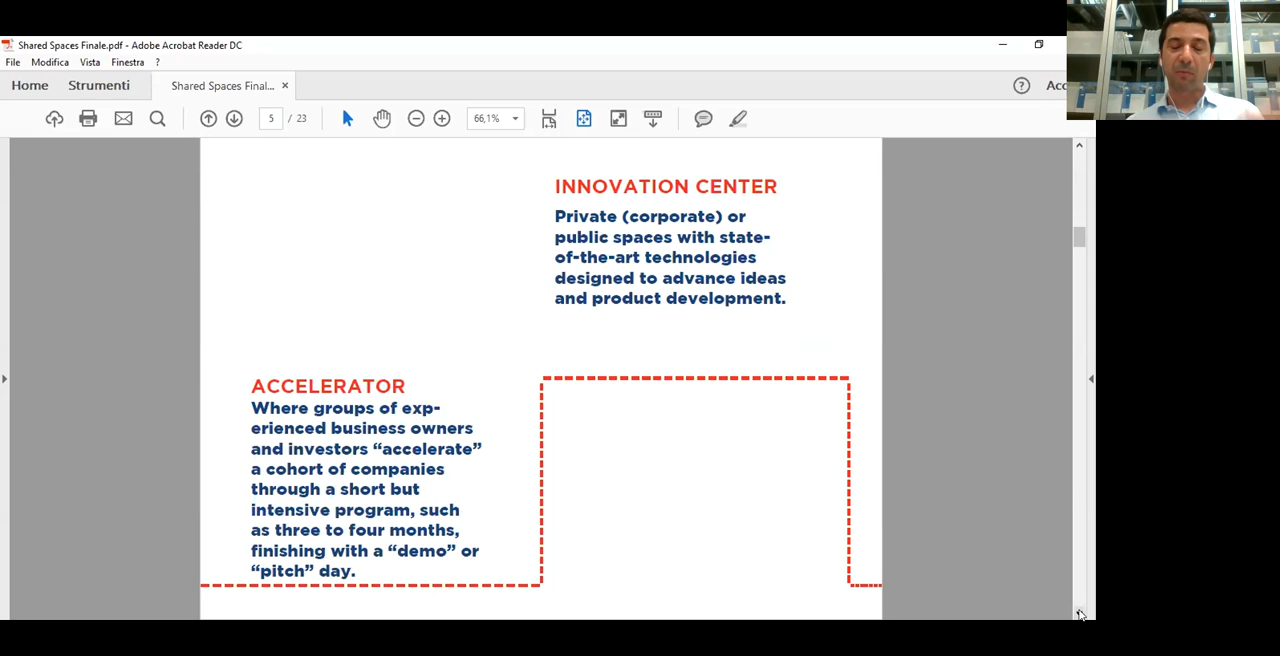 Shared Spaces Finale.pdf - Adobe Acrobat Reader DC
File Modifica Vista Finestra ?
Home Strumenti Shared Spaces Final... ×
5 / 23 66,1%
INNOVATION CENTER
Private (corporate) or
public spaces with state-
of-the-art technologies
designed to advance ideas
and product development.
ACCELERATOR
Where groups of exp-
erienced business owners
and investors “accelerate”
a cohort of companies
through a short but
intensive program, such
as three to four months,
finishing with a “demo” or
“pitch” day.